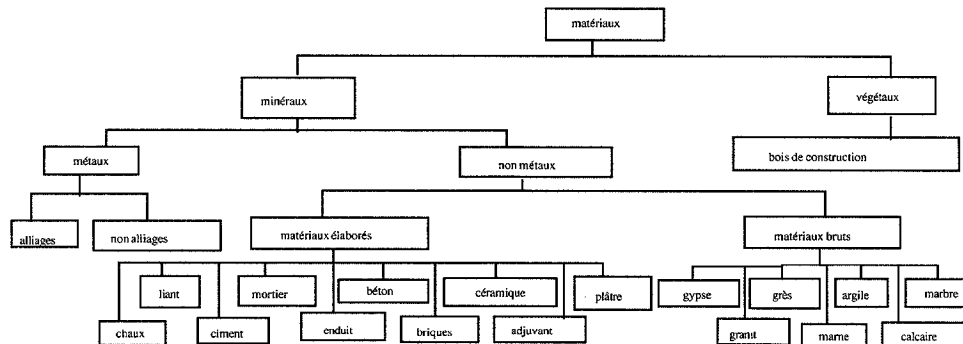 matériaux
minéraux
végétaux
métaux
non métaux
bois de construction
alliages
non alliages
matériaux élaborés
matériaux bruts
liant
mortier
béton
céramique
plâtre
gypse
grès
argile
marbre
chaux
ciment
enduit
briques
adjuvant
granit
marne
calcaire